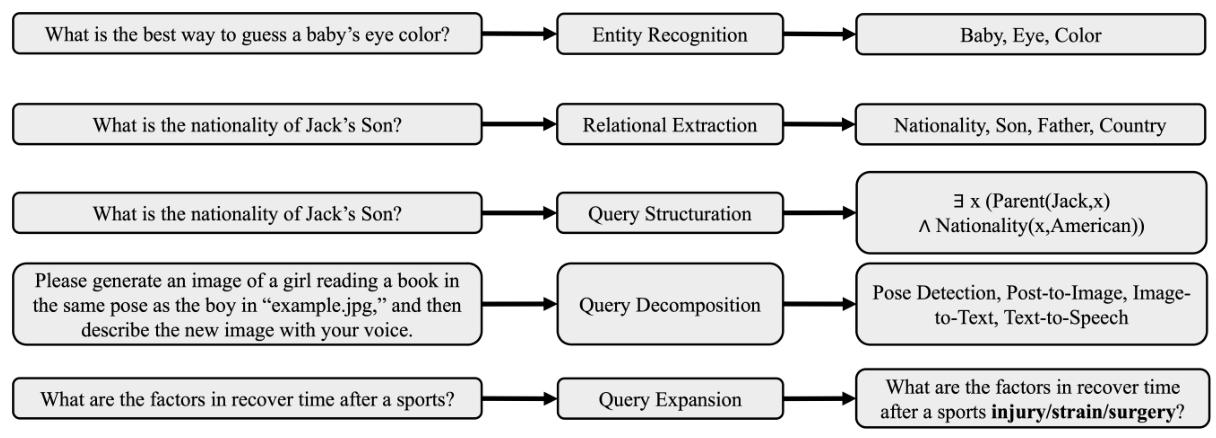 What is the best way to guess a baby's eye color?
Entity Recognition
Baby, Eye, Color
What is the nationality of Jack's Son?
Relational Extraction
Nationality, Son, Father, Country
What is the nationality of Jack's Son?
Query Structuration
∃ x (Parent(Jack,x)
∧ Nationality(x,American))
Please generate an image of a girl reading a book in
the same pose as the boy in “example.jpg,” and then
describe the new image with your voice.
Query Decomposition
Pose Detection, Post-to-Image, Image-
to-Text, Text-to-Speech
What are the factors in recover time after a sports?
Query Expansion
What are the factors in recover time
after a sports injury/strain/surgery?